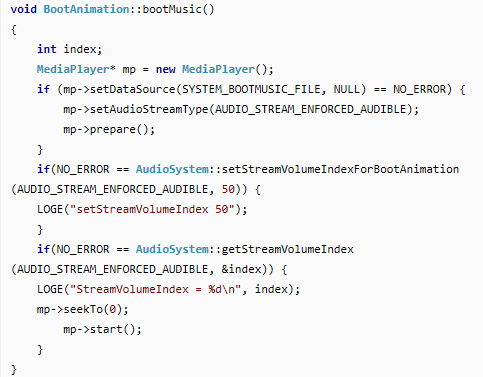 void BootAnimation::bootMusic()
{
    int index;
    MediaPlayer* mp = new MediaPlayer();
    if (mp->setDataSource(SYSTEM_BOOTMUSIC_FILE, NULL) == NO_ERROR) {
        mp->setAudioStreamType(AUDIO_STREAM_ENFORCED_AUDIBLE);
        mp->prepare();
    }
    if(NO_ERROR == AudioSystem::setStreamVolumeIndexForBootAnimation
(AUDIO_STREAM_ENFORCED_AUDIBLE, 50)) {
    LOGE("setStreamVolumeIndex 50");
    }
    if(NO_ERROR == AudioSystem::getStreamVolumeIndex
(AUDIO_STREAM_ENFORCED_AUDIBLE, &index)) {
    LOGE("StreamVolumeIndex = %d\n", index);
    mp->seekTo(0);
        mp->start();
    }
}